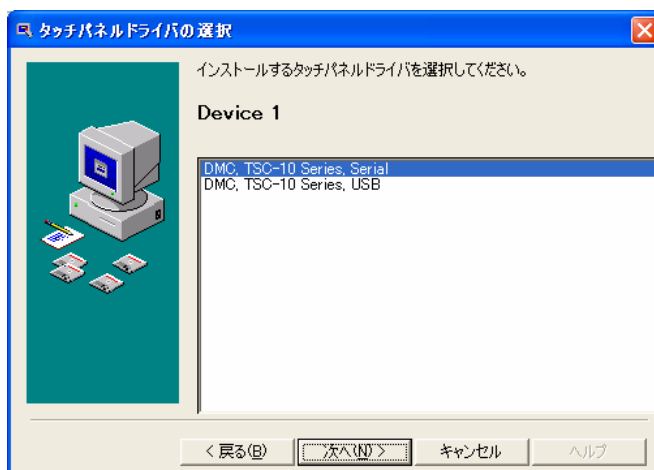 タッチパネルドライバの選択
インストールするタッチパネルドライバを選択してください。
Device 1
DMC, TSC-10 Series, Serial
DMC, TSC-10 Series, USB
< 戻る(B)
次へ(N) >
キャンセル
ヘルプ